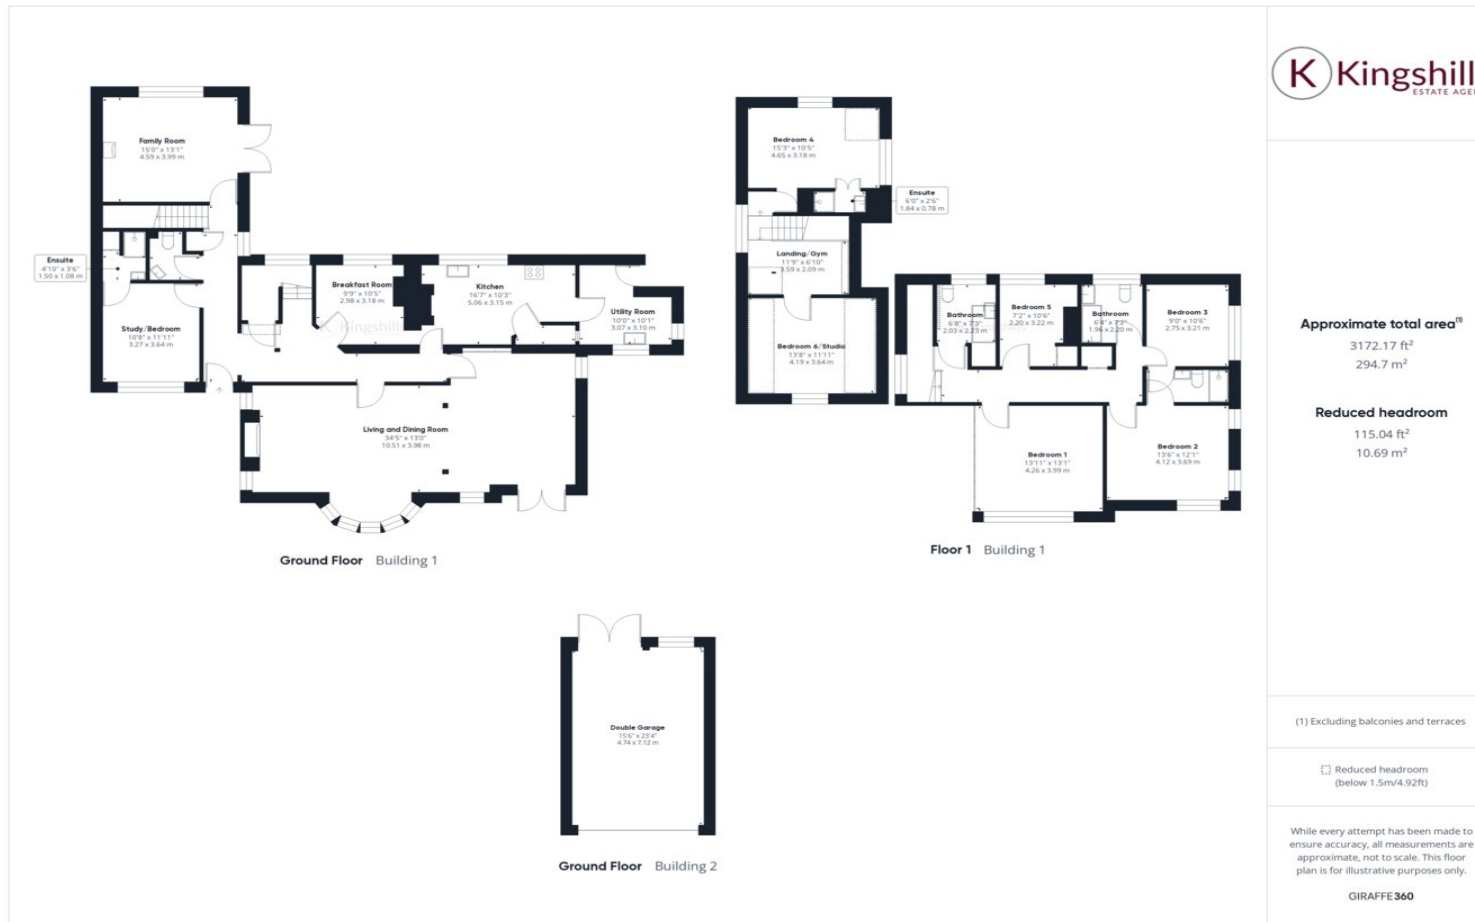 Family Room
15'0" x 13'1"
4.59 x 3.99 m
Ensuite
4'10" x 3'6"
1.50 x 1.08 m
Study/Bedroom
10'8" x 11'11"
3.27 x 3.64 m
Breakfast Room
9'9" x 10'5"
2.98 x 3.18 m
Kingshills
Kitchen
16'7" x 10'3"
5.06 x 3.15 m
Utility Room
10'0" x 10'1"
3.07 x 3.10 m
Living and Dining Room
34'5" x 13'0"
10.51 x 3.98 m
Ground Floor Building 1
Bedroom 4
15'3" x 10'5"
4.65 x 3.18 m
Ensuite
6'0" x 2'6"
1.84 x 0.78 m
Landing/Gym
11'9" x 6'10"
3.59 x 2.09 m
Bedroom 6/Studio
13'8" x 11'11"
4.19 x 3.64 m
Bathroom
6'8" x 7'3"
2.03 x 2.23 m
Bedroom 5
7'2" x 10'6"
2.20 x 3.22 m
Bathroom
6'4" x 7'2"
1.96 x 2.20 m
Bedroom 3
9'0" x 10'6"
2.75 x 3.21 m
Bedroom 1
13'11" x 13'1"
4.26 x 3.99 m
Bedroom 2
13'6" x 12'1"
4.12 x 3.69 m
Floor 1 Building 1
Double Garage
15'6" x 23'4"
4.74 x 7.12 m
Ground Floor Building 2
K Kingshill
ESTATE AGE
Approximate total area⁽¹⁾
3172.17 ft²
294.7 m²
Reduced headroom
115.04 ft²
10.69 m²
(1) Excluding balconies and terraces
Reduced headroom
(below 1.5m/4.92ft)
While every attempt has been made to
ensure accuracy, all measurements are
approximate, not to scale. This floor
plan is for illustrative purposes only.
GIRAFFE360